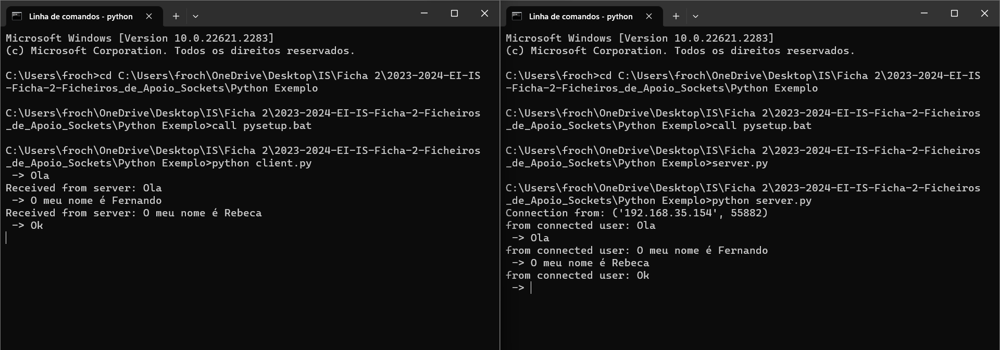 Linha de comandos - python
Microsoft Windows [Version 10.0.22621.2283]
(c) Microsoft Corporation. Todos os direitos reservados.
C:\Users\froch>cd C:\Users\froch\OneDrive\Desktop\IS\Ficha 2\2023-2024-EI-IS
-Ficha-2-Ficheiros_de_Apoio_Sockets\Python Exemplo
C:\Users\froch\OneDrive\Desktop\IS\Ficha 2\2023-2024-EI-IS-Ficha-2-Ficheiros
_de_Apoio_Sockets\Python Exemplo>call pysetup.bat
C:\Users\froch\OneDrive\Desktop\IS\Ficha 2\2023-2024-EI-IS-Ficha-2-Ficheiros
_de_Apoio_Sockets\Python Exemplo>python client.py
-> Ola
Received from server: Ola
-> O meu nome é Fernando
Received from server: O meu nome é Rebeca
-> Ok
Linha de comandos - python
Microsoft Windows [Version 10.0.22621.2283]
(c) Microsoft Corporation. Todos os direitos reservados.
C:\Users\froch>cd C:\Users\froch\OneDrive\Desktop\IS\Ficha 2\2023-2024-EI-IS
-Ficha-2-Ficheiros_de_Apoio_Sockets\Python Exemplo
C:\Users\froch\OneDrive\Desktop\IS\Ficha 2\2023-2024-EI-IS-Ficha-2-Ficheiros
_de_Apoio_Sockets\Python Exemplo>call pysetup.bat
C:\Users\froch\OneDrive\Desktop\IS\Ficha 2\2023-2024-EI-IS-Ficha-2-Ficheiros
_de_Apoio_Sockets\Python Exemplo>server.py
C:\Users\froch\OneDrive\Desktop\IS\Ficha 2\2023-2024-EI-IS-Ficha-2-Ficheiros
_de_Apoio_Sockets\Python Exemplo>python server.py
Connection from: ('192.168.35.154', 55882)
from connected user: Ola
-> Ola
from connected user: O meu nome é Fernando
-> O meu nome é Rebeca
from connected user: Ok
->